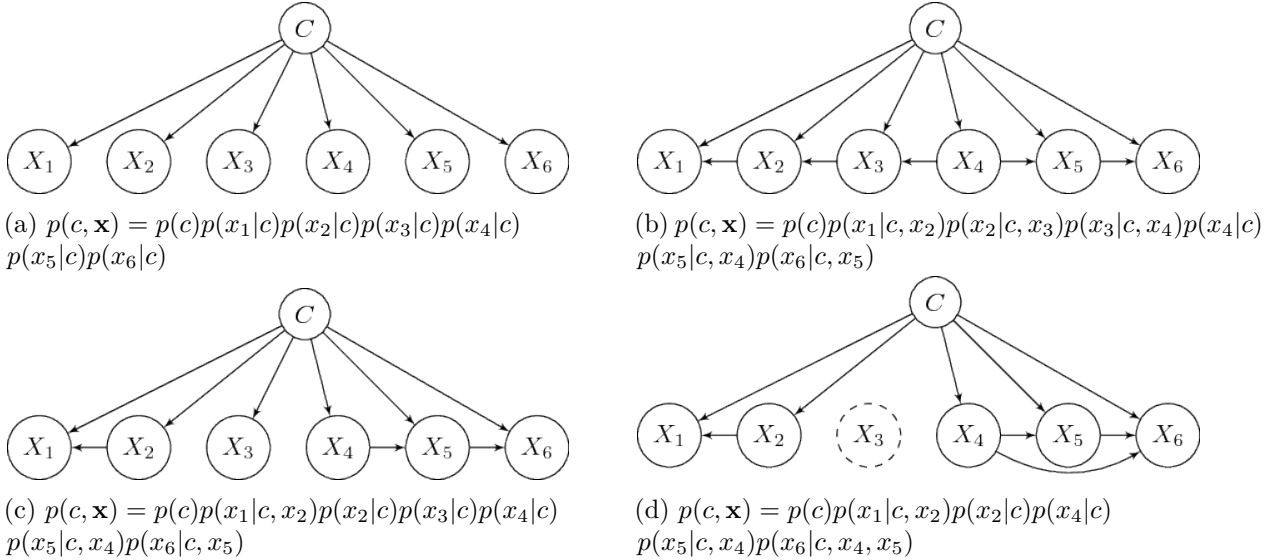 C
C
X₁ X₂ X₃ X₄ X₅ X₆
X₁ X₂ X₃ X₄ X₅ X₆
(a) p(c, x) = p(c)p(x₁|c)p(x₂|c)p(x₃|c)p(x₄|c)
p(x₅|c)p(x₆|c)
(b) p(c, x) = p(c)p(x₁|c, x₂)p(x₂|c, x₃)p(x₃|c, x₄)p(x₄|c)
p(x₅|c, x₄)p(x₆|c, x₅)
C
C
X₁ X₂ X₃ X₄ X₅ X₆
X₁ X₂ X₃ X₄ X₅ X₆
(c) p(c, x) = p(c)p(x₁|c, x₂)p(x₂|c)p(x₃|c)p(x₄|c)
p(x₅|c, x₄)p(x₆|c, x₅)
(d) p(c, x) = p(c)p(x₁|c, x₂)p(x₂|c)p(x₄|c)
p(x₅|c, x₄)p(x₆|c, x₄, x₅)